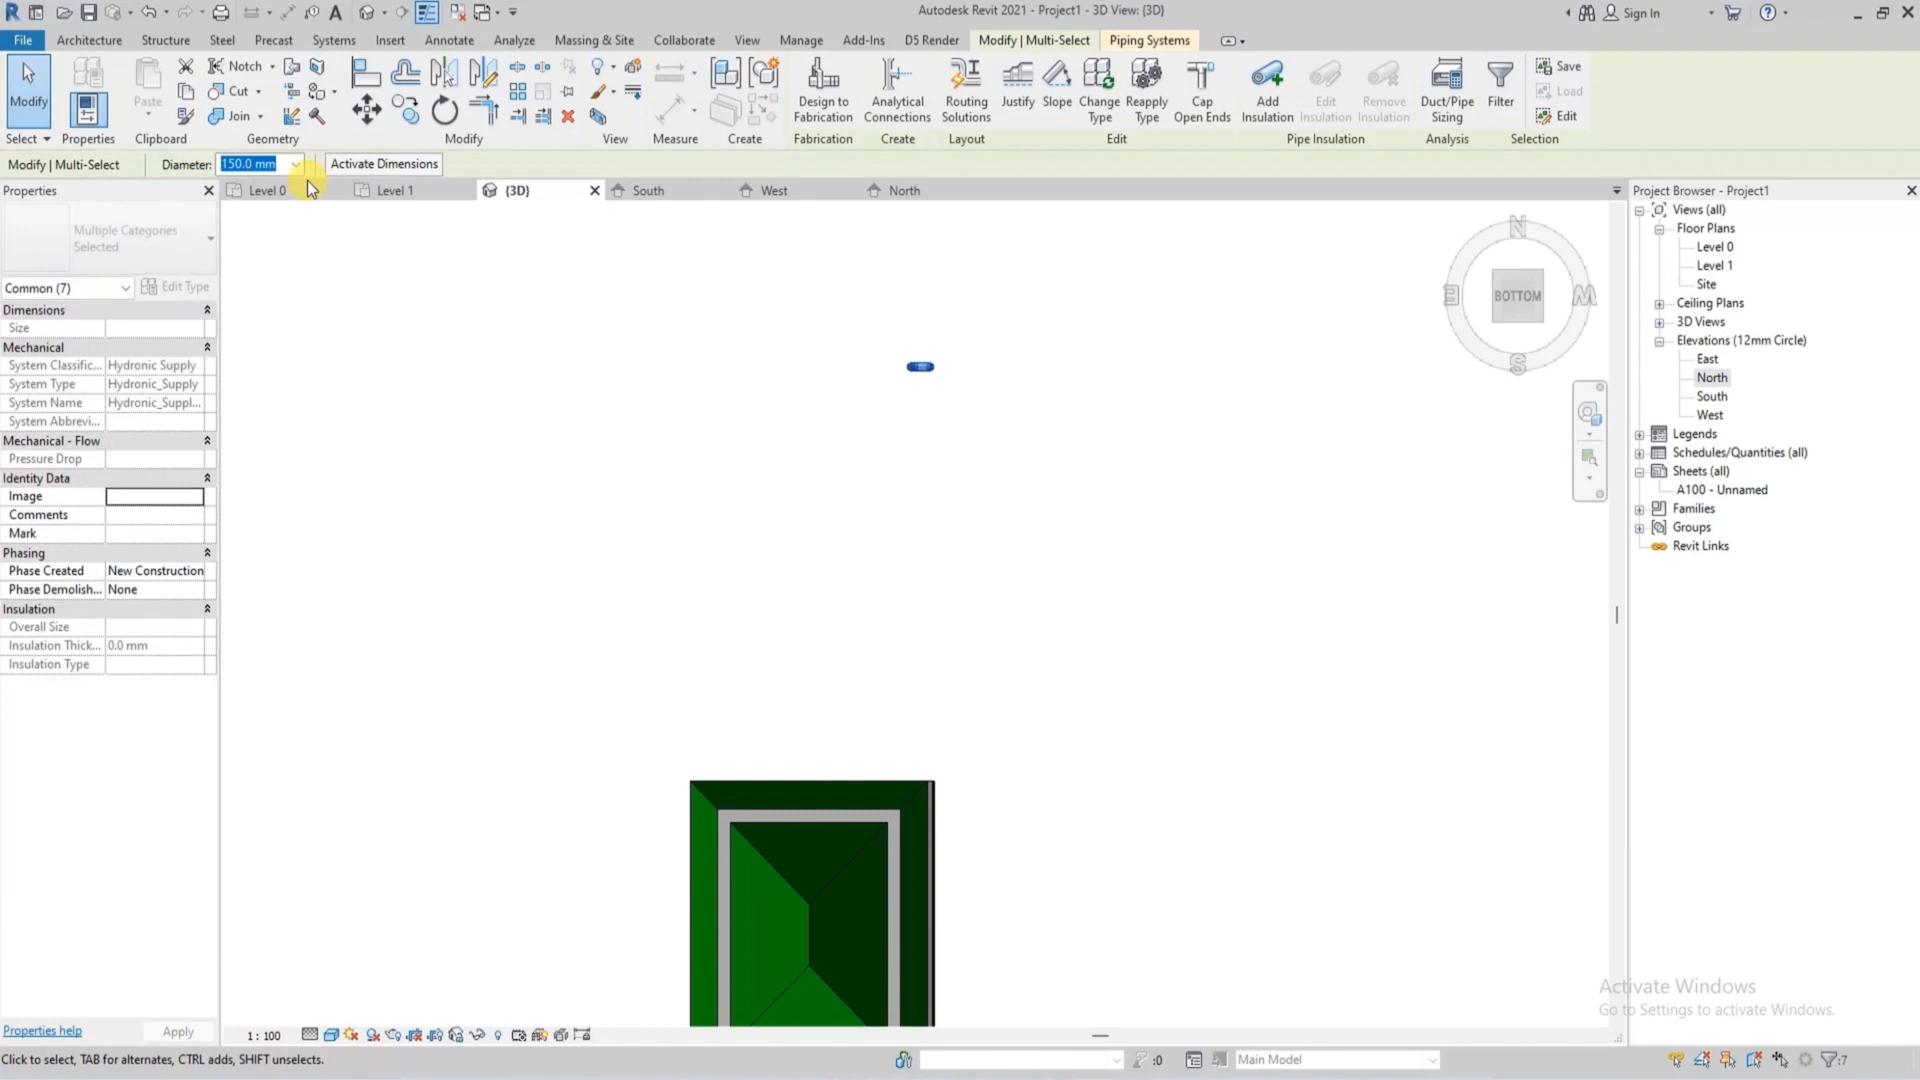 Autodesk Revit 2021 - Project1 - 3D View: {3D}
Sign In
File Architecture Structure Steel Precast Systems Insert Annotate Analyze Massing & Site Collaborate View Manage Add-Ins D5 Render Modify | Multi-Select Piping Systems
Modify
Paste
Notch
Cut
Join
Design to Fabrication
Analytical Connections
Routing Solutions
Justify
Slope
Change Type
Reapply Type
Cap Open Ends
Add Insulation
Edit Insulation
Remove Insulation
Duct/Pipe Sizing
Filter
Save
Load
Edit
Select Properties Clipboard Geometry Modify View Measure Create Fabrication Create Layout Edit Pipe Insulation Analysis Selection
Modify | Multi-Select Diameter: 150.0 mm Activate Dimensions
Properties
Level 0 Level 1 {3D} South West North
Project Browser - Project1
Multiple Categories
Selected
Common (7) Edit Type
Dimensions
Size
Mechanical
System Classific... Hydronic Supply
System Type Hydronic_Supply
System Name Hydronic_Suppl...
System Abbrevi...
Mechanical - Flow
Pressure Drop
Identity Data
Image
Comments
Mark
Phasing
Phase Created New Construction
Phase Demolish... None
Insulation
Overall Size
Insulation Thick... 0.0 mm
Insulation Type
Properties help Apply
N
E BOTTOM W
S
Views (all)
Floor Plans
Level 0
Level 1
Site
Ceiling Plans
3D Views
Elevations (12mm Circle)
East
North
South
West
Legends
Schedules/Quantities (all)
Sheets (all)
A100 - Unnamed
Families
Groups
Revit Links
Activate Windows
Go to Settings to activate Windows.
1 : 100
Click to select, TAB for alternates, CTRL adds, SHIFT unselects.
:0
Main Model
:7